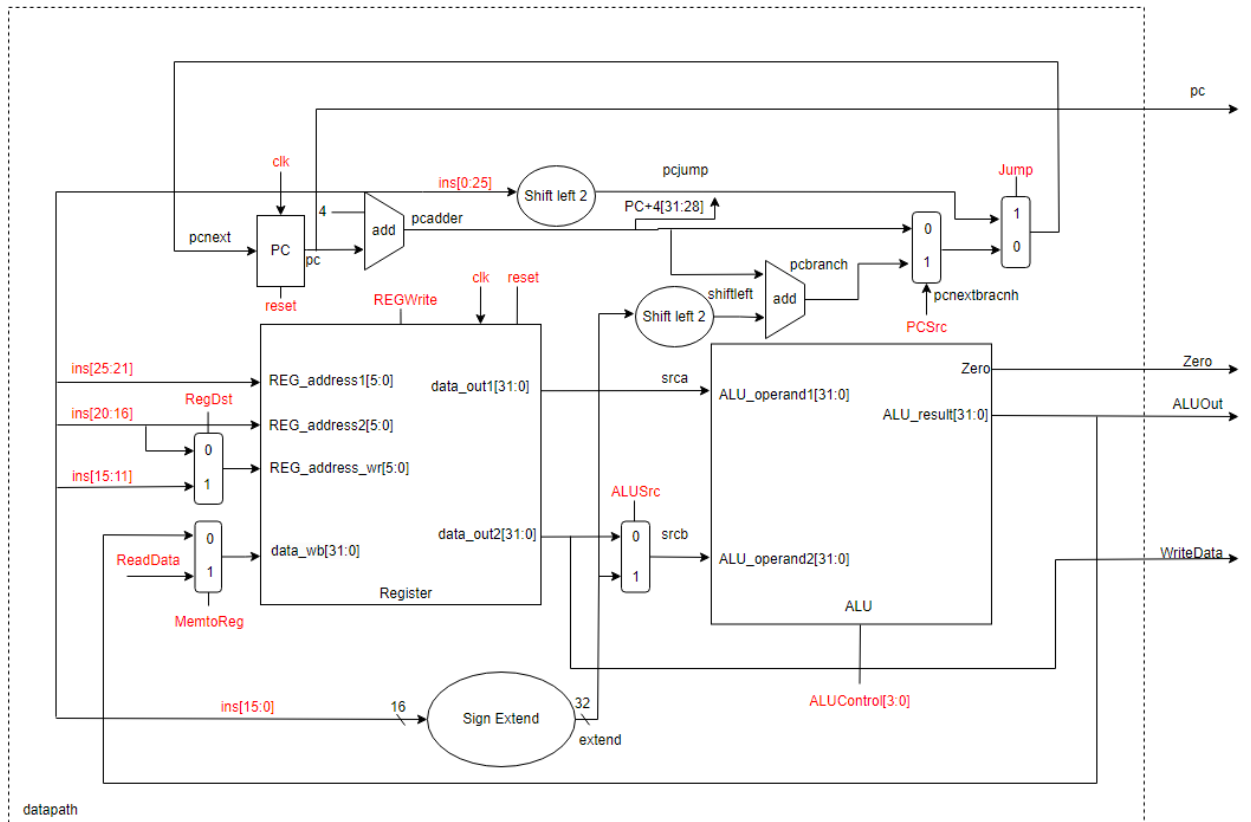 pc
clk
ins[0:25]
Shift left 2
pcjump
Jump
PC+4[31:28]
4
add
pcadder
1
0
pcnext
PC
pc
0
1
reset
clk
reset
REGWrite
shiftleft
pcbranch
add
Shift left 2
pcnextbracnh
PCSrc
ins[25:21]
REG_address1[5:0]
data_out1[31:0]
srca
ALU_operand1[31:0]
Zero
Zero
RegDst
ins[20:16]
REG_address2[5:0]
ALU_result[31:0]
ALUOut
0
1
ins[15:11]
REG_address_wr[5:0]
ALUSrc
0
1
ReadData
data_wb[31:0]
data_out2[31:0]
0
1
srcb
ALU_operand2[31:0]
WriteData
Register
ALU
MemtoReg
ins[15:0]
16
Sign Extend
32
extend
ALUControl[3:0]
datapath